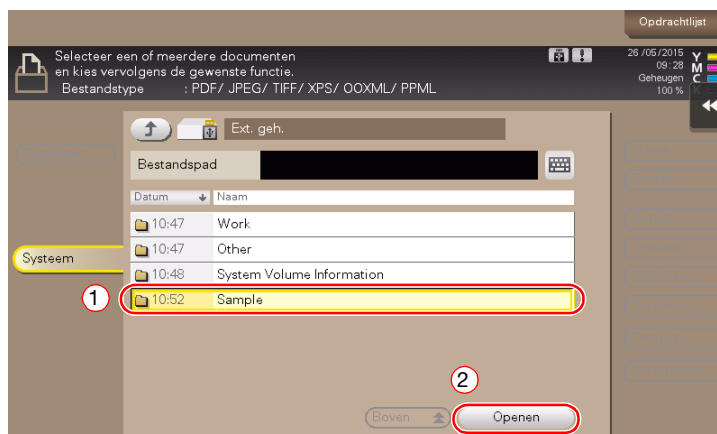 Opdrachtlijst
Selecteer een of meerdere documenten
en kies vervolgens de gewenste functie.
Bestandstype : PDF/ JPEG/ TIFF/ XPS/ OOXML/ PPML
26 /05/2015
09:28
Geheugen
100 %
Y
M
C
K
Ext. geh.
Bestandspad
Datum Naam
10:47 Work
10:47 Other
Systeem
10:48 System Volume Information
1
10:52 Sample
2
Boven Openen